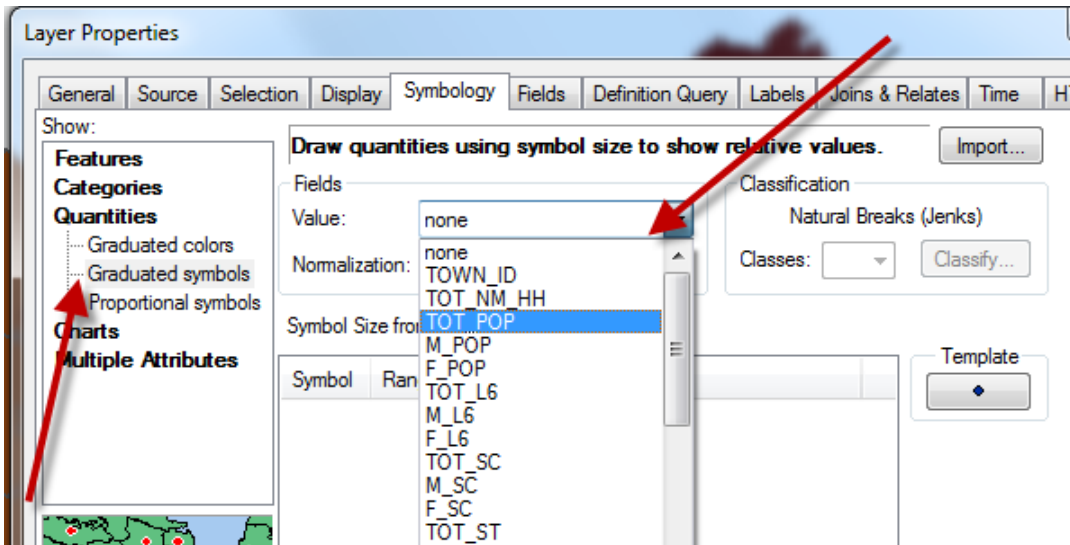 Layer Properties
General Source Selection Display Symbology Fields Definition Query Labels Joins & Relates Time
Show:
Draw quantities using symbol size to show relative values.
Import...
Features
Categories
Quantities
Graduated colors
Graduated symbols
Proportional symbols
Charts
Multiple Attributes
Fields
Value: none
Normalization:
none
TOWN_ID
TOT_NM_HH
TOT_POP
M_POP
F_POP
TOT_L6
M_L6
F_L6
TOT_SC
M_SC
F_SC
TOT_ST
Classification
Natural Breaks (Jenks)
Classes: Classify...
Symbol Size
Symbol
Template